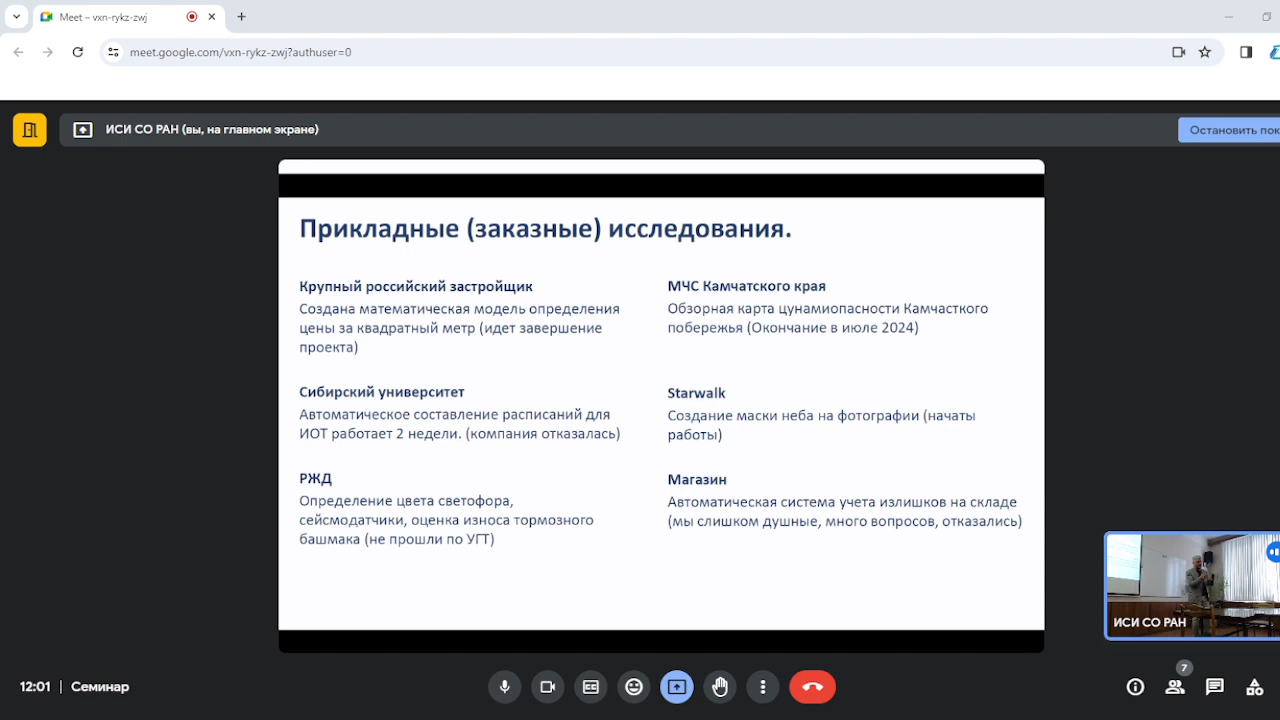 Meet – vxn-rykz-zwj
meet.google.com/vxn-rykz-zwj?authuser=0
ИСИ СО РАН (вы, на главном экране)
Остановить пок
Прикладные (заказные) исследования.
Крупный российский застройщик
Создана математическая модель определения
цены за квадратный метр (идет завершение
проекта)
МЧС Камчатского края
Обзорная карта цунамиопасности Камчасткого
побережья (Окончание в июле 2024)
Сибирский университет
Автоматическое составление расписаний для
ИОТ работает 2 недели. (компания отказалась)
Starwalk
Создание маски неба на фотографии (начаты
работы)
РЖД
Определение цвета светофора,
сейсмодатчики, оценка износа тормозного
башмака (не прошли по УГТ)
Магазин
Автоматическая система учета излишков на складе
(мы слишком душные, много вопросов, отказались)
ИСИ СО РАН
12:01 | Семинар
7